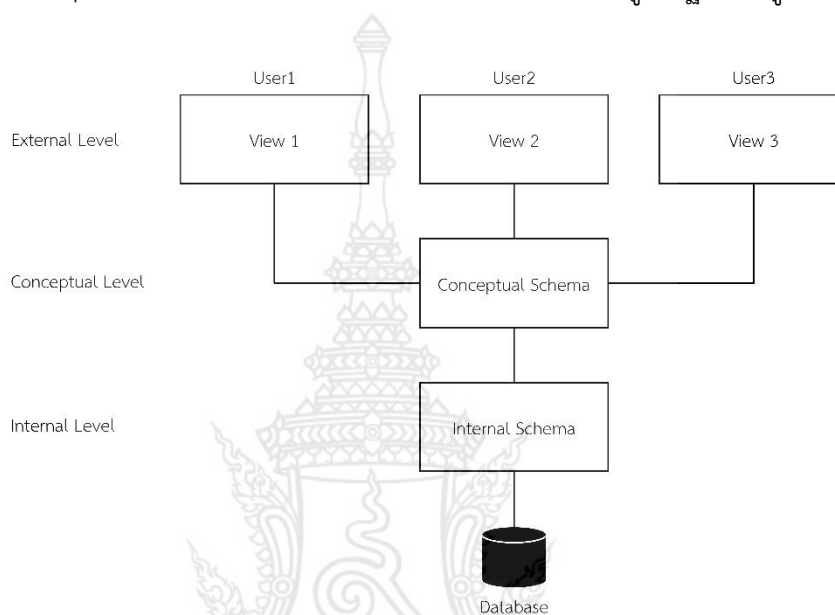 User1 User2 User3
External Level View 1 View 2 View 3
Conceptual Level Conceptual Schema
Internal Level Internal Schema
Database